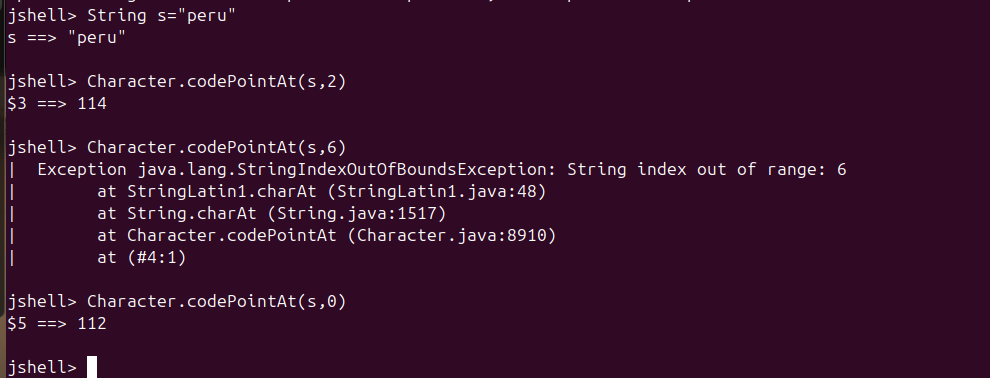 jshell> String s="peru"
s ==> "peru"
jshell> Character.codePointAt(s,2)
$3 ==> 114
jshell> Character.codePointAt(s,6)
|  Exception java.lang.StringIndexOutOfBoundsException: String index out of range: 6
|        at StringLatin1.charAt (StringLatin1.java:48)
|        at String.charAt (String.java:1517)
|        at Character.codePointAt (Character.java:8910)
|        at (#4:1)
jshell> Character.codePointAt(s,0)
$5 ==> 112
jshell>